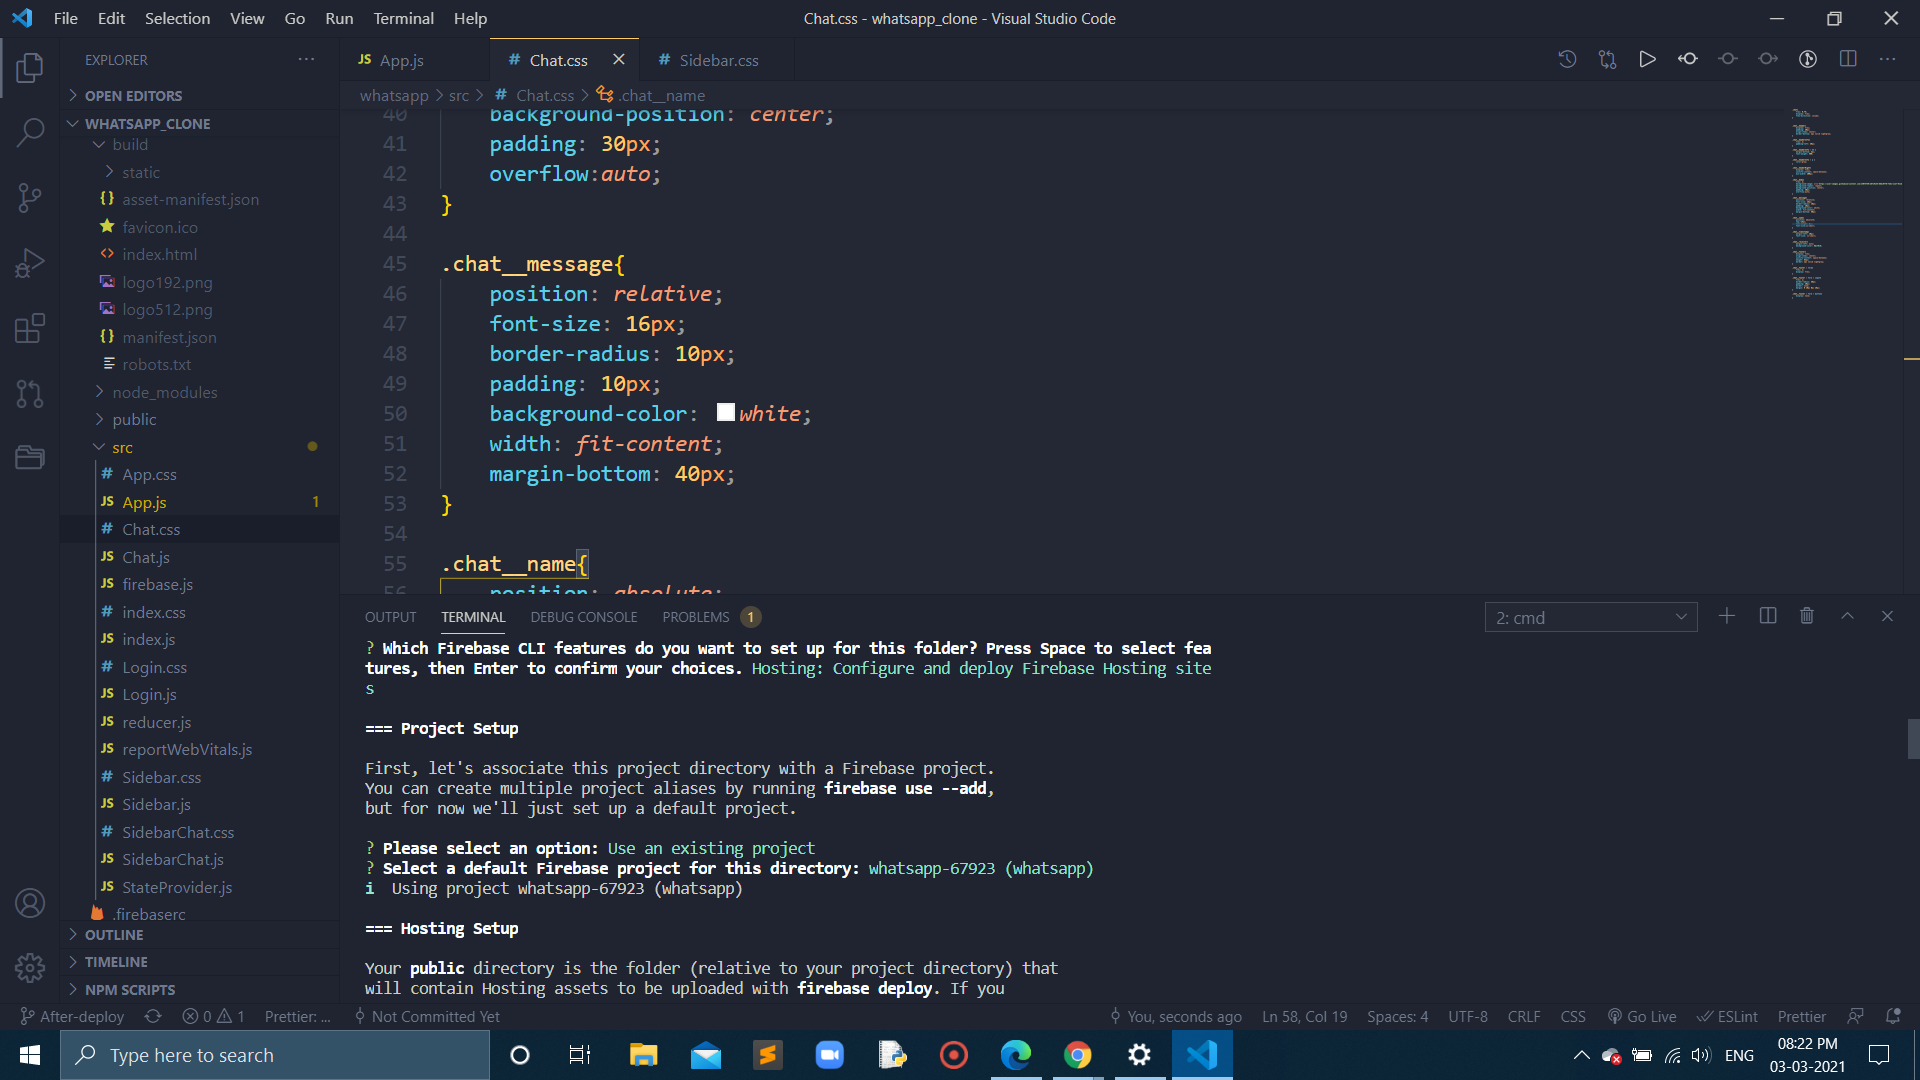 File Edit Selection View Go Run Terminal Help
Chat.css - whatsapp_clone - Visual Studio Code
EXPLORER
OPEN EDITORS
WHATSAPP_CLONE
build
static
asset-manifest.json
favicon.ico
index.html
logo192.png
logo512.png
manifest.json
robots.txt
node_modules
public
src
App.css
App.js 1
Chat.css
Chat.js
firebase.js
index.css
index.js
Login.css
Login.js
reducer.js
reportWebVitals.js
Sidebar.css
Sidebar.js
SidebarChat.css
SidebarChat.js
StateProvider.js
.firebaserc
OUTLINE
TIMELINE
NPM SCRIPTS
JS App.js # Chat.css # Sidebar.css
whatsapp > src > # Chat.css > .chat__name
40 background-position: center;
41 padding: 30px;
42 overflow:auto;
43 }
44
45 .chat__message{
46 position: relative;
47 font-size: 16px;
48 border-radius: 10px;
49 padding: 10px;
50 background-color: white;
51 width: fit-content;
52 margin-bottom: 40px;
53 }
54
55 .chat__name{
56 position: absolute;
OUTPUT TERMINAL DEBUG CONSOLE PROBLEMS 1
2: cmd
? Which Firebase CLI features do you want to set up for this folder? Press Space to select fea
tures, then Enter to confirm your choices. Hosting: Configure and deploy Firebase Hosting site
s
=== Project Setup
First, let's associate this project directory with a Firebase project.
You can create multiple project aliases by running firebase use --add,
but for now we'll just set up a default project.
? Please select an option: Use an existing project
? Select a default Firebase project for this directory: whatsapp-67923 (whatsapp)
i Using project whatsapp-67923 (whatsapp)
=== Hosting Setup
Your public directory is the folder (relative to your project directory) that
will contain Hosting assets to be uploaded with firebase deploy. If you
After-deploy 0 1 Prettier: ... Not Committed Yet
You, seconds ago Ln 58, Col 19 Spaces: 4 UTF-8 CRLF CSS Go Live ESLint Prettier
Type here to search
ENG
08:22 PM
03-03-2021